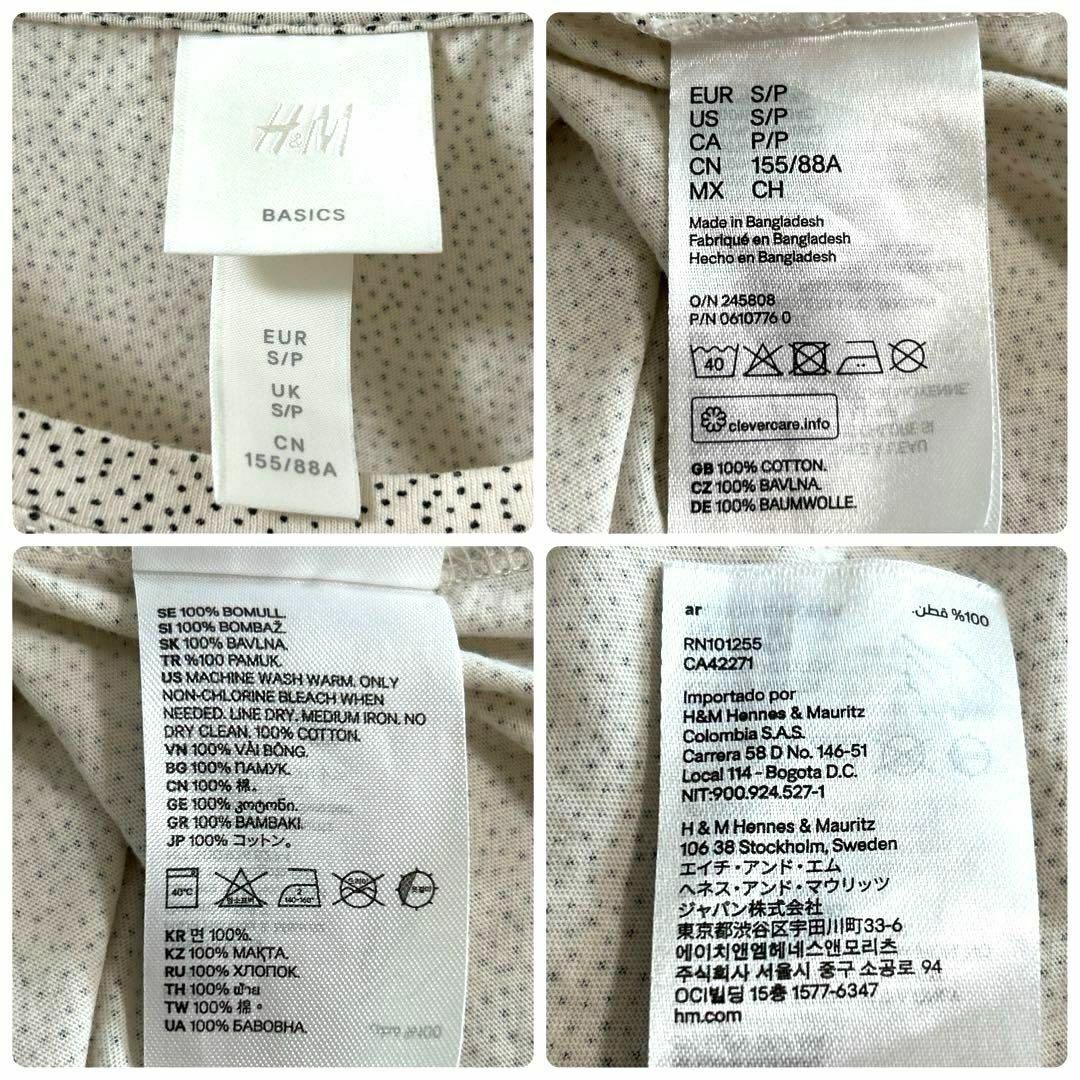 H&M
BASICS
EUR
S/P
UK
S/P
CN
155/88A
EUR S/P
US S/P
CA P/P
CN 155/88A
MX CH
Made in Bangladesh
Fabriqué en Bangladesh
Hecho en Bangladesh
O/N 245808
P/N 0610776 0
40
clevercare.info
GB 100% COTTON.
CZ 100% BAVLNA.
DE 100% BAUMWOLLE.
SE 100% BOMULL.
SI 100% BOMBAŽ.
SK 100% BAVLNA.
TR %100 PAMUK.
US MACHINE WASH WARM. ONLY
NON-CHLORINE BLEACH WHEN
NEEDED. LINE DRY. MEDIUM IRON. NO
DRY CLEAN. 100% COTTON.
VN 100% VẢI BÔNG.
BG 100% ПАМУК.
CN 100% 棉。
GE 100% კოტონი.
GR 100% ΒΑΜΒΑΚΙ.
JP 100% コットン。
40℃ 2 140-160℃
KR 면 100%.
KZ 100% МАҚТА.
RU 100% ХЛОПОК.
TH 100% ฝ้าย
TW 100% 棉。
UA 100% БАВОВНА.
ar 100% قطن.
RN101255
CA42271
Importado por
H&M Hennes & Mauritz
Colombia S.A.S.
Carrera 58 D No. 146-51
Local 114 - Bogota D.C.
NIT:900.924.527-1
H & M Hennes & Mauritz
106 38 Stockholm, Sweden
エイチ・アンド・エム
ヘネス・アンド・マウリッツ
ジャパン株式会社
東京都渋谷区宇田川町33-6
에이치앤엠헤네스앤모리츠
주식회사 서울시 중구 소공로 94
OCI빌딩 15층 1577-6347
hm.com